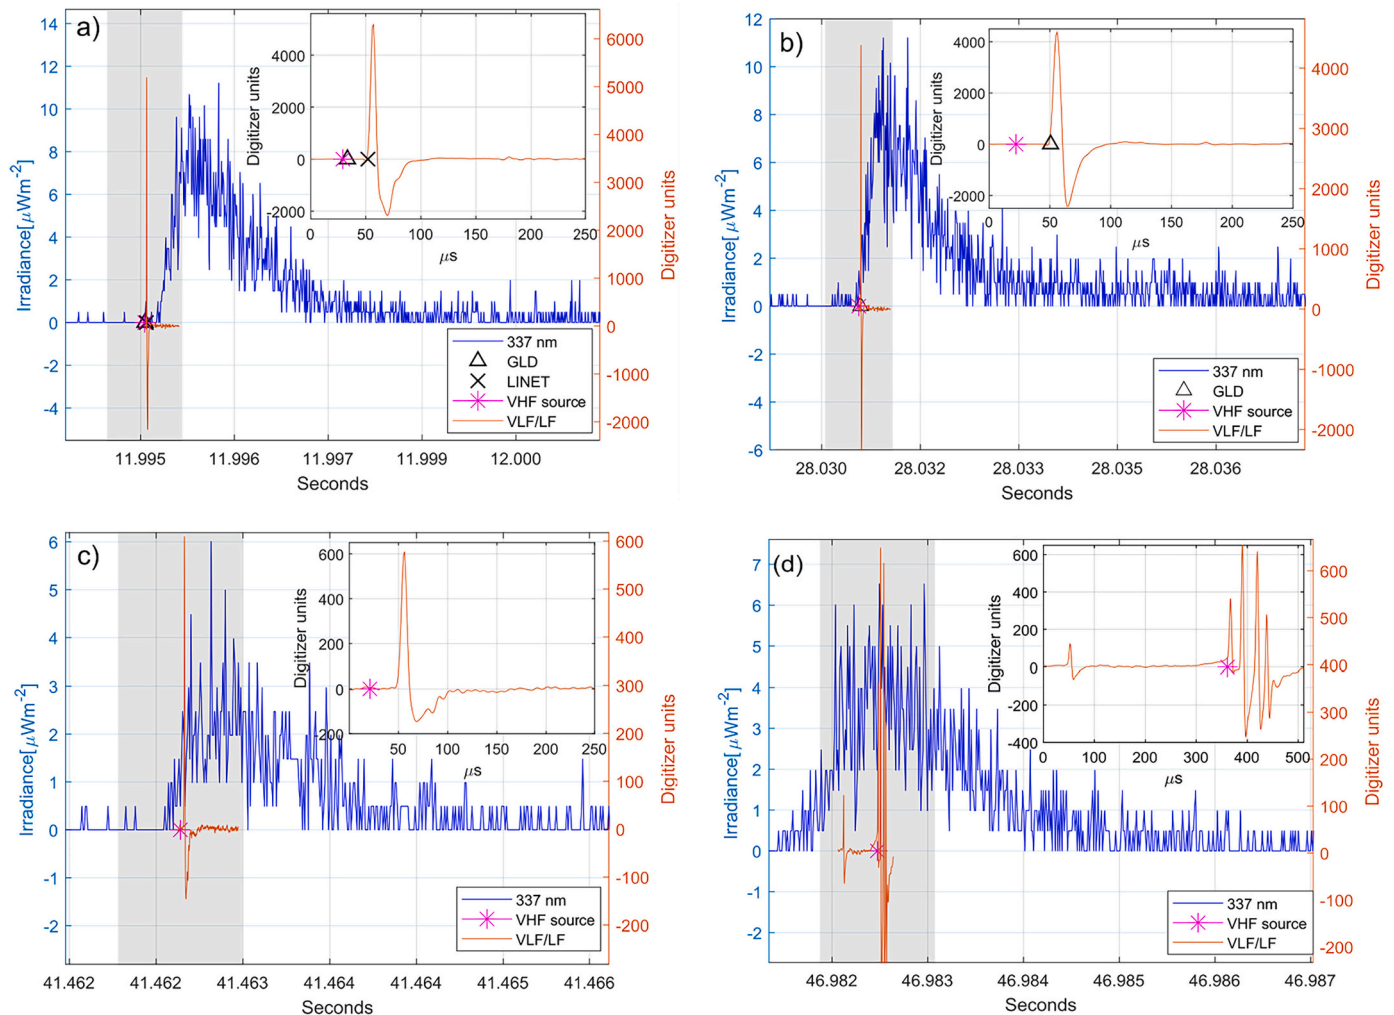 a)
14
12
10
8
6
4
2
0
-2
-4
Irradiance[μWm-2]
6000
5000
4000
3000
2000
1000
0
-1000
-2000
Digitizer units
4000
2000
0
-2000
Digitizer units
0 50 100 150 200 250
μs
337 nm
GLD
LINET
VHF source
VLF/LF
11.995 11.996 11.997 11.999 12.000
Seconds
b)
12
10
8
6
4
2
0
-2
-4
-6
Irradiance[μWm-2]
4000
3000
2000
1000
0
-1000
-2000
Digitizer units
4000
2000
0
-2000
Digitizer units
0 50 100 150 200 250
μs
337 nm
GLD
VHF source
VLF/LF
28.030 28.032 28.033 28.035 28.036
Seconds
c)
6
5
4
3
2
1
0
-1
-2
Irradiance[μWm-2]
600
500
400
300
200
100
0
-100
-200
Digitizer units
600
400
200
0
200
Digitizer units
50 100 150 200 250
μs
337 nm
VHF source
VLF/LF
41.462 41.462 41.463 41.464 41.464 41.465 41.466
Seconds
(d)
7
6
5
4
3
2
1
0
-1
-2
Irradiance[μWm-2]
600
500
400
300
200
100
0
-100
-200
Digitizer units
600
400
200
0
-200
-400
Digitizer units
0 100 200 300 400 500
μs
337 nm
VHF source
VLF/LF
46.982 46.983 46.984 46.985 46.986 46.987
Seconds